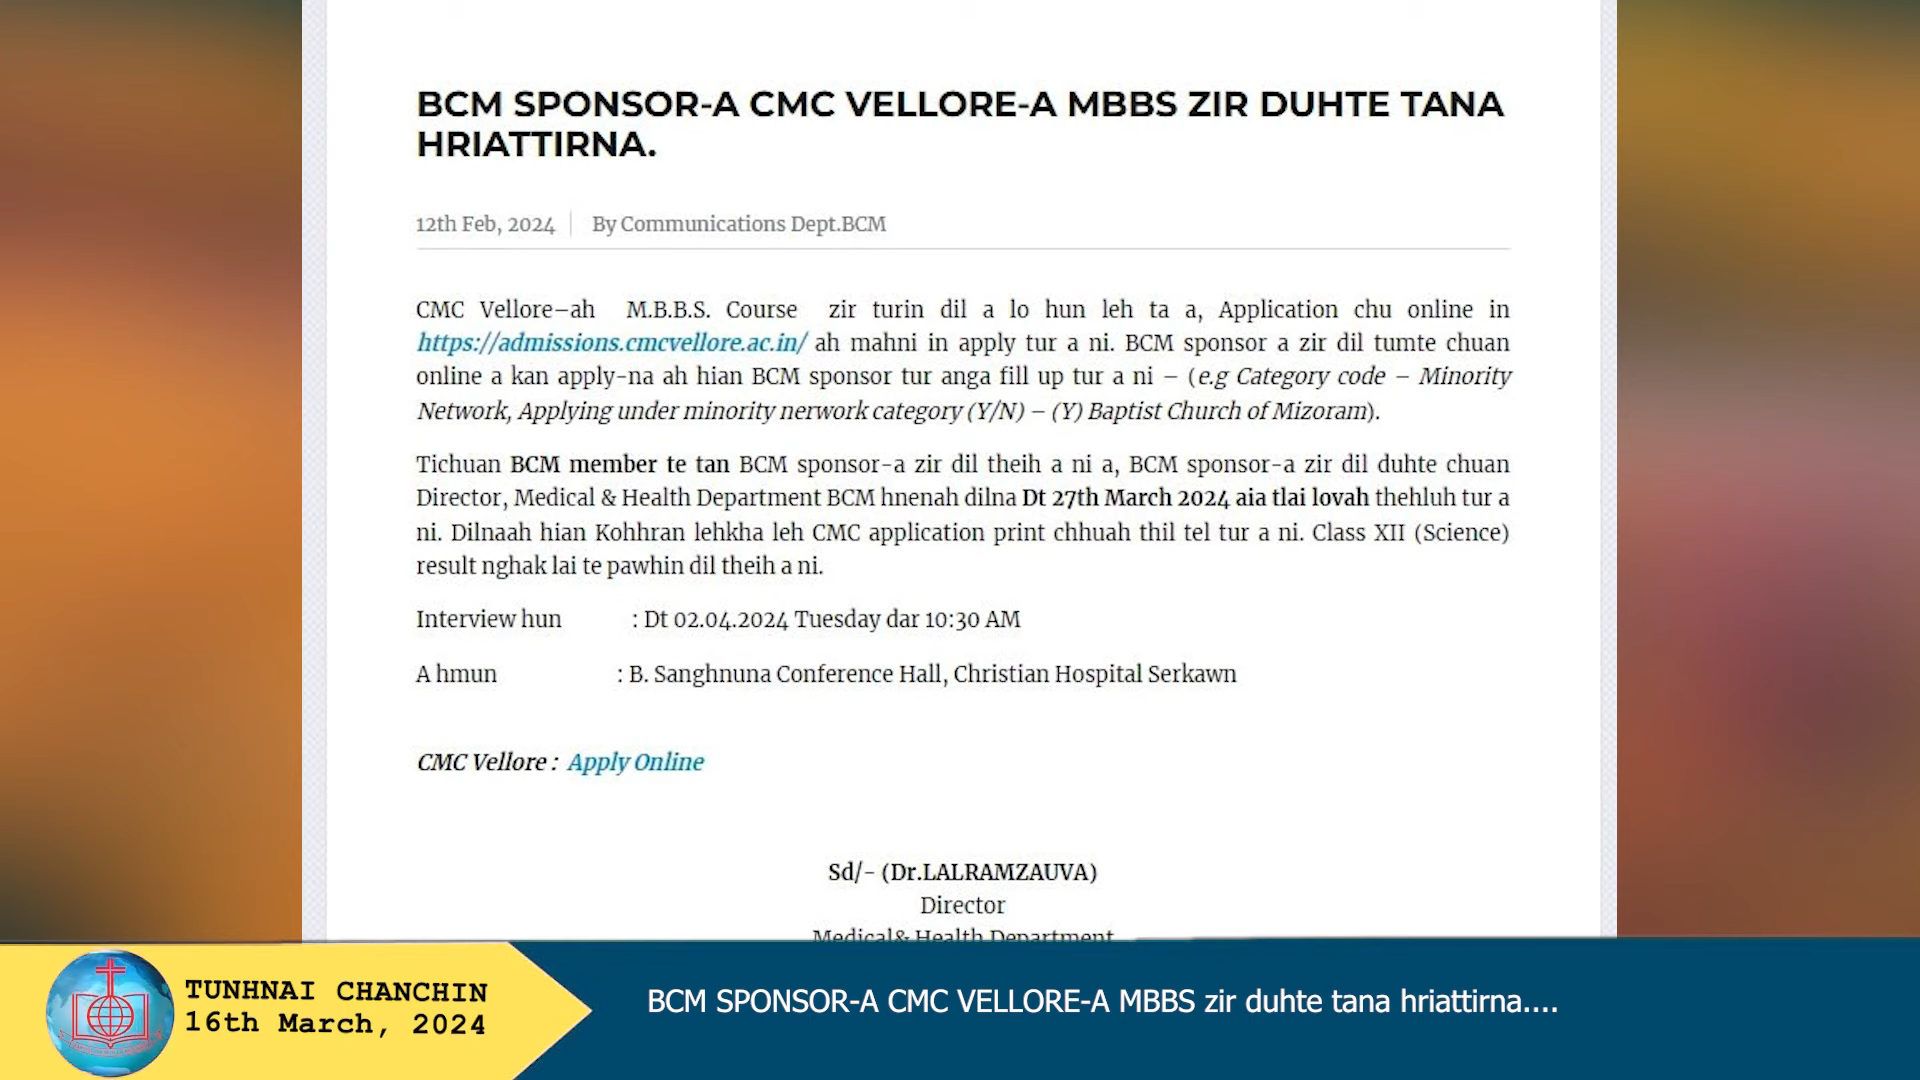 BCM SPONSOR-A CMC VELLORE-A MBBS ZIR DUHTE TANA
HRIATTIRNA.
12th Feb, 2024 By Communications Dept.BCM
CMC Vellore–ah M.B.B.S. Course zir turin dil a lo hun leh ta a, Application chu online in
https://admissions.cmcvellore.ac.in/ ah mahni in apply tur a ni. BCM sponsor a zir dil tumte chuan
online a kan apply-na ah hian BCM sponsor tur anga fill up tur a ni – (e.g Category code – Minority
Network, Applying under minority nerwork category (Y/N) – (Y) Baptist Church of Mizoram).
Tichuan BCM member te tan BCM sponsor-a zir dil theih a ni a, BCM sponsor-a zir dil duhte chuan
Director, Medical & Health Department BCM hnenah dilna Dt 27th March 2024 aia tlai lovah thehluh tur a
ni. Dilnaah hian Kohhran lehkha leh CMC application print chhuah thil tel tur a ni. Class XII (Science)
result nghak lai te pawhin dil theih a ni.
Interview hun : Dt 02.04.2024 Tuesday dar 10:30 AM
A hmun : B. Sanghnuna Conference Hall, Christian Hospital Serkawn
CMC Vellore : Apply Online
Sd/- (Dr.LALRAMZAUVA)
Director
Medical& Health Department
TUNHNAI CHANCHIN
16th March, 2024
BCM SPONSOR-A CMC VELLORE-A MBBS zir duhte tana hriattirna....